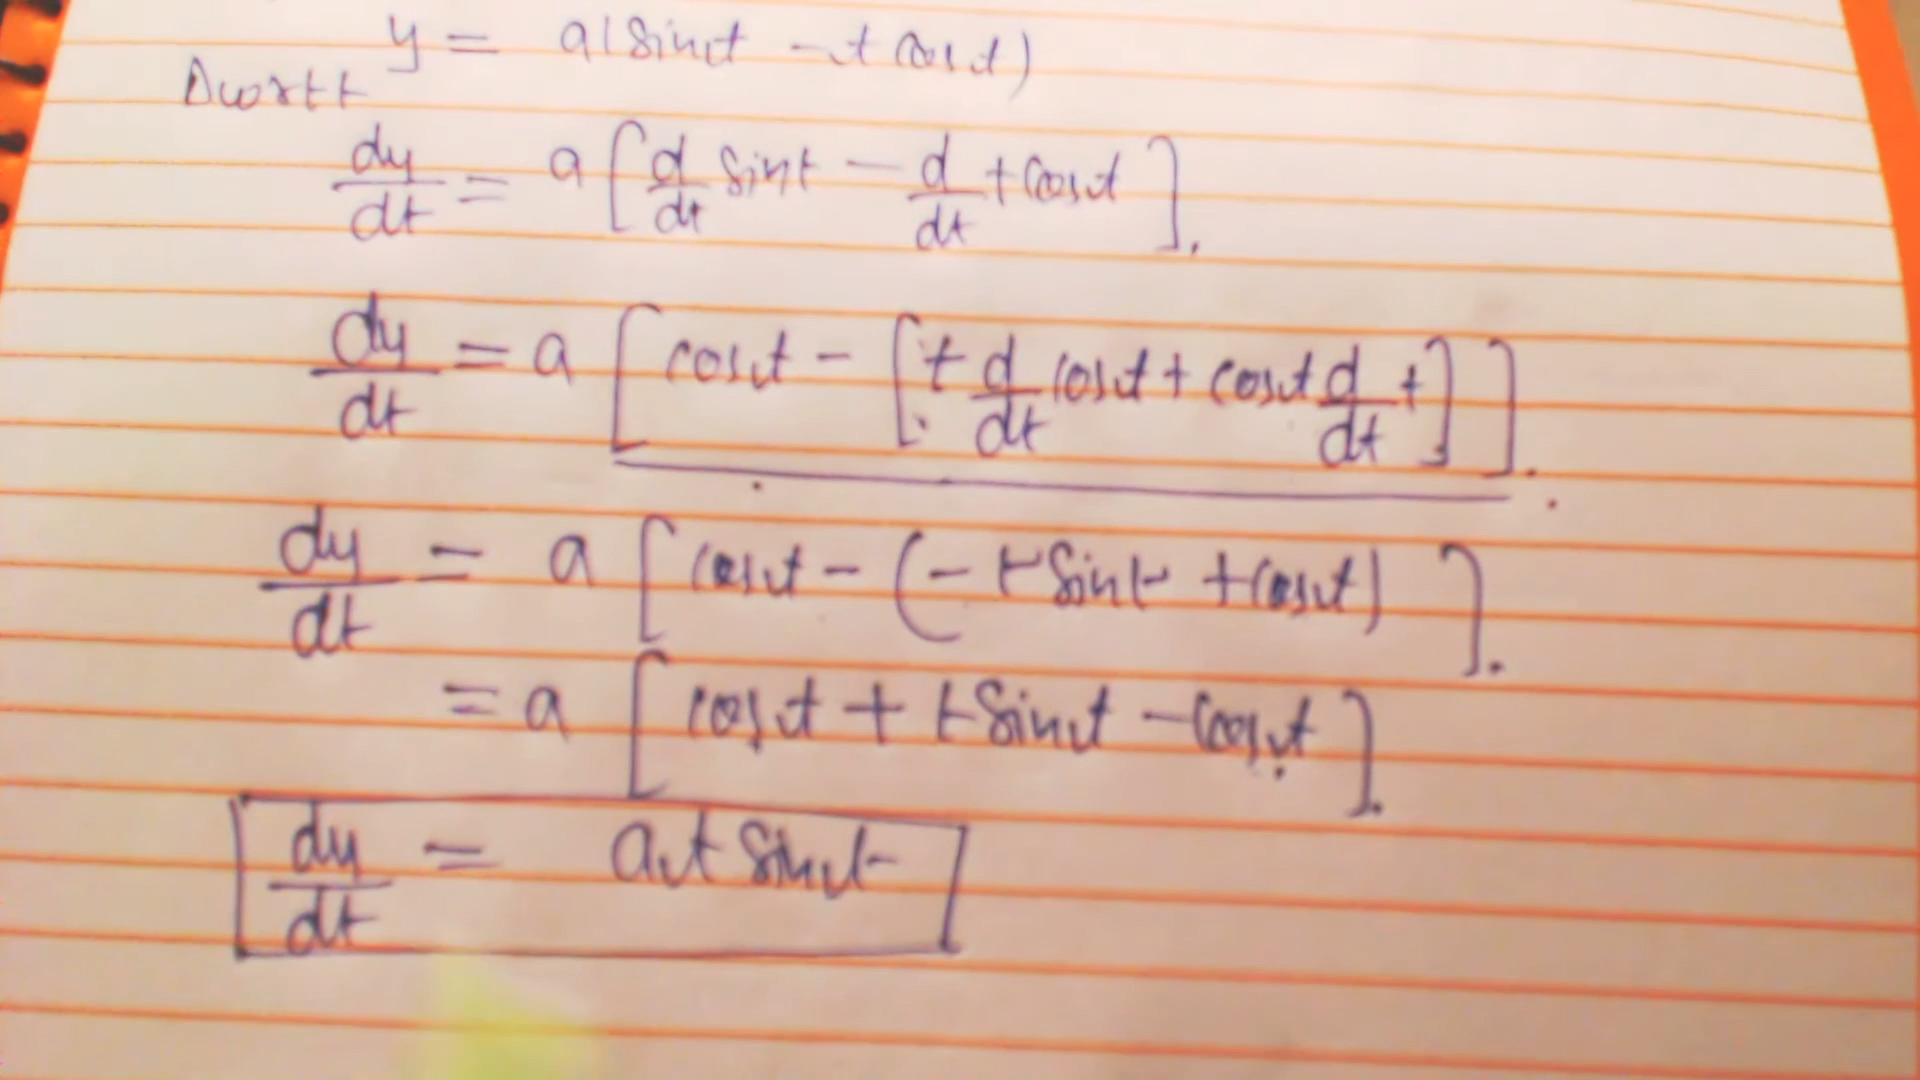 y = a(sint - t cost)
Dwrtt
dy/dt = a [d/dt sint - d/dt t cost].
dy/dt = a [cost - [t d/dt cost + cost d/dt t]].
dy/dt = a [cost - (-t sint + cost)].
= a [cost + t sint - cost].
dy/dt = at sint